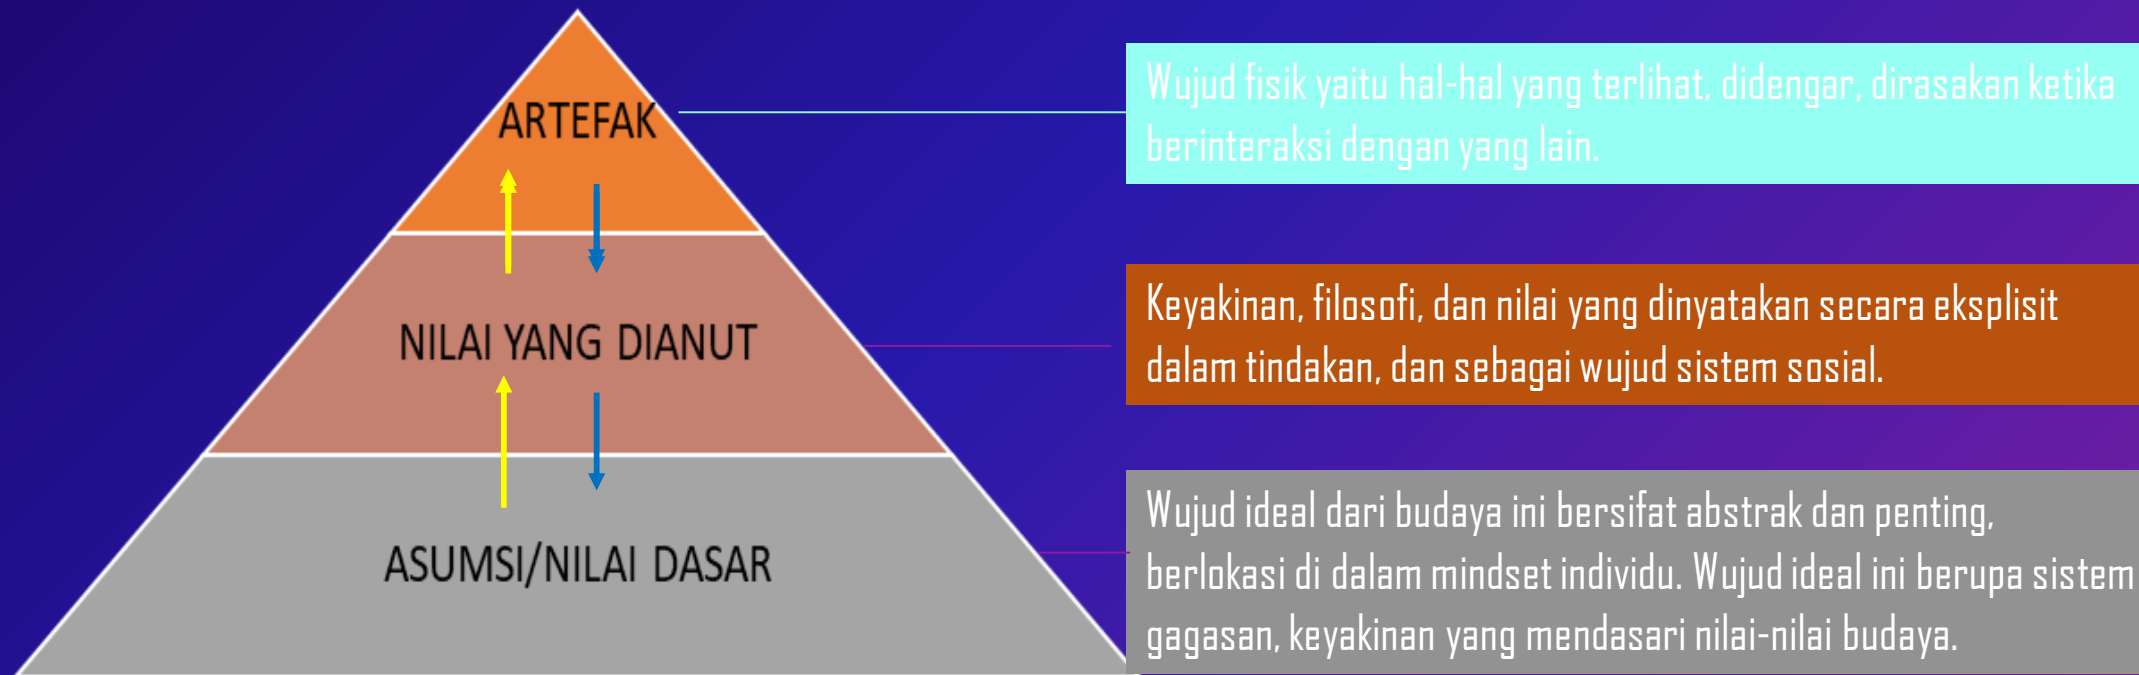 ARTEFAK
Wujud fisik yaitu hal-hal yang terlihat, didengar, dirasakan ketika
berinteraksi dengan yang lain.
NILAI YANG DIANUT
Keyakinan, filosofi, dan nilai yang dinyatakan secara eksplisit
dalam tindakan, dan sebagai wujud sistem sosial.
ASUMSI/NILAI DASAR
Wujud ideal dari budaya ini bersifat abstrak dan penting,
berlokasi di dalam mindset individu. Wujud ideal ini berupa sistem
gagasan, keyakinan yang mendasari nilai-nilai budaya.